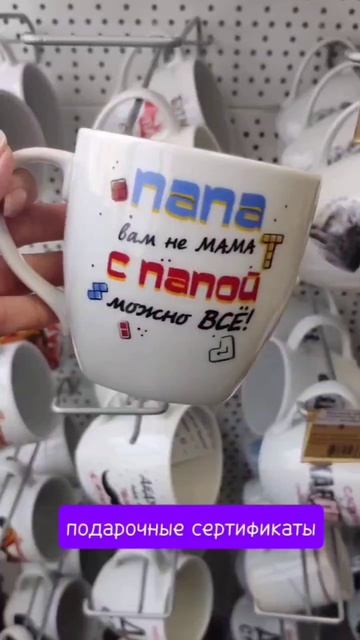 папа
вам не МАМА
с папой
можно ВСЁ!
подарочные сертификаты